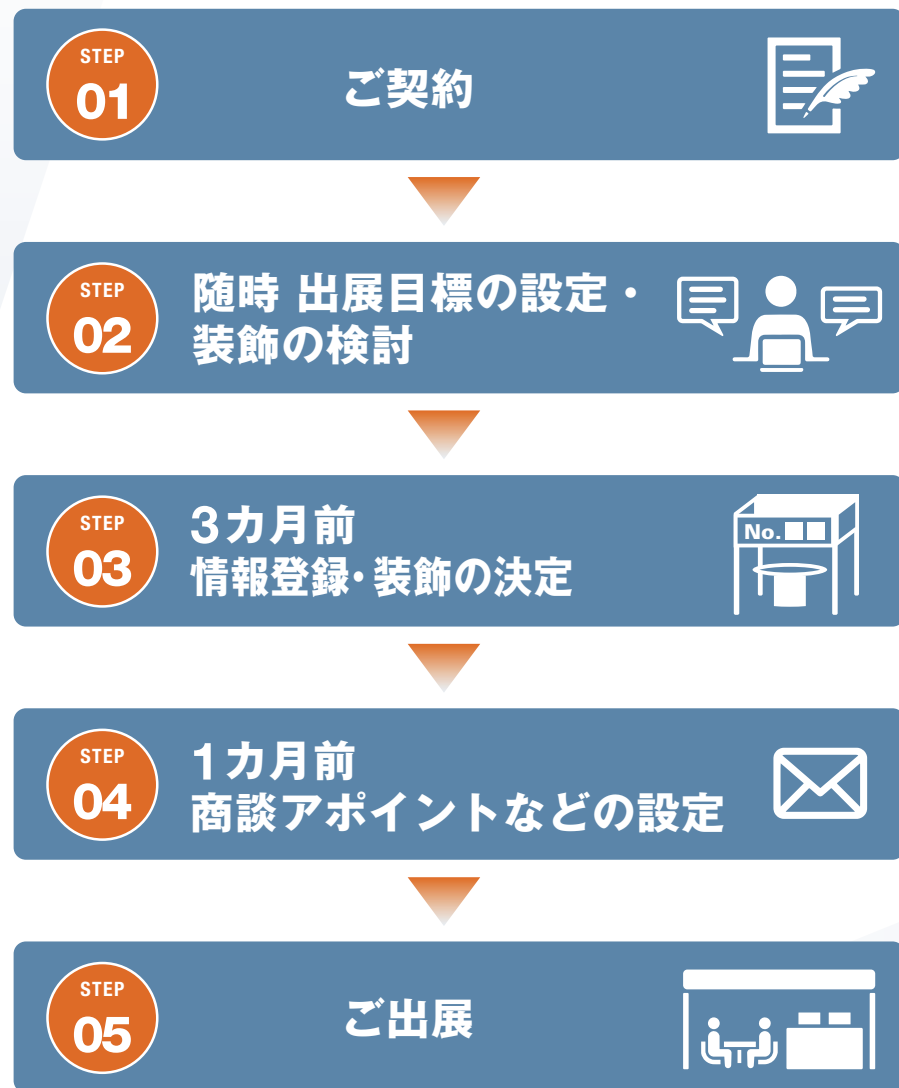 STEP
01
ご契約
STEP
02
随時 出展目標の設定・
装飾の検討
STEP
03
3カ月前
情報登録・装飾の決定
No.
STEP
04
1カ月前
商談アポイントなどの設定
STEP
05
ご出展